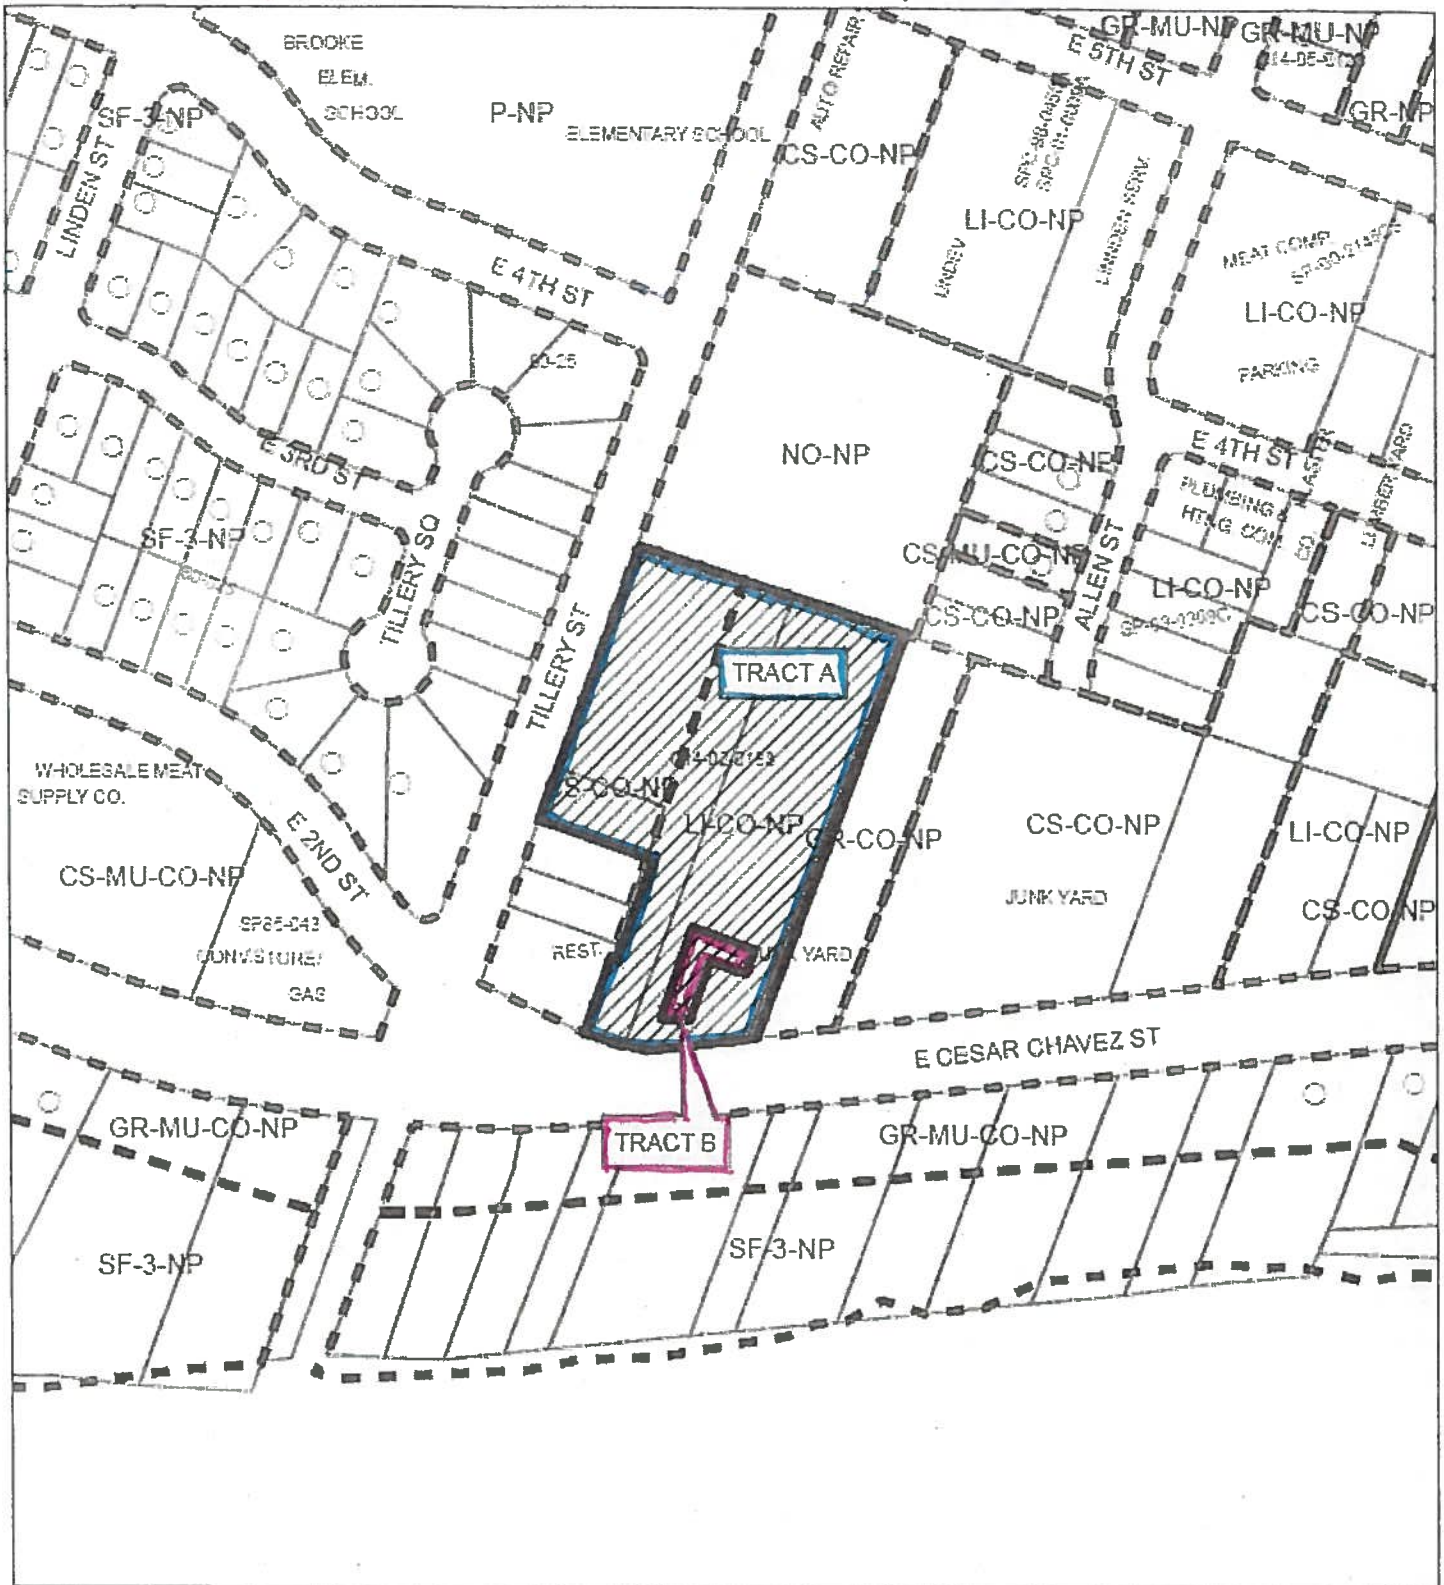 BROOKE
ELEM.
SCHOOL
P-NP
ELEMENTARY SCHOOL
AUTO REPAIR
CS-CO-NP
GR-MU-NP
GR-MU-NP
E 5TH ST
GR-NP
SF-3-NP
LINDEN ST
LI-CO-NP
LI-CO-NP
PARKING
E 4TH ST
NO-NP
E 4TH ST
LUMBER YARD
PLUMBING &
HTNG. COM.
CO.
E 3RD ST
SF-3-NP
TILLERY SQ
TILLERY ST
CS-MU-CO-NP
CS-CO-NP
ALLEN ST
LI-CO-NP
CS-CO-NP
TRACT A
WHOLESALE MEAT
SUPPLY CO.
E 2ND ST
CS-MU-CO-NP
S-CO-NP
LI-CO-NP
GR-CO-NP
CS-CO-NP
JUNK YARD
LI-CO-NP
CS-CO-NP
GAS
REST.
YARD
E CESAR CHAVEZ ST
GR-MU-CO-NP
TRACT B
GR-MU-CO-NP
SF-3-NP
SF-3-NP